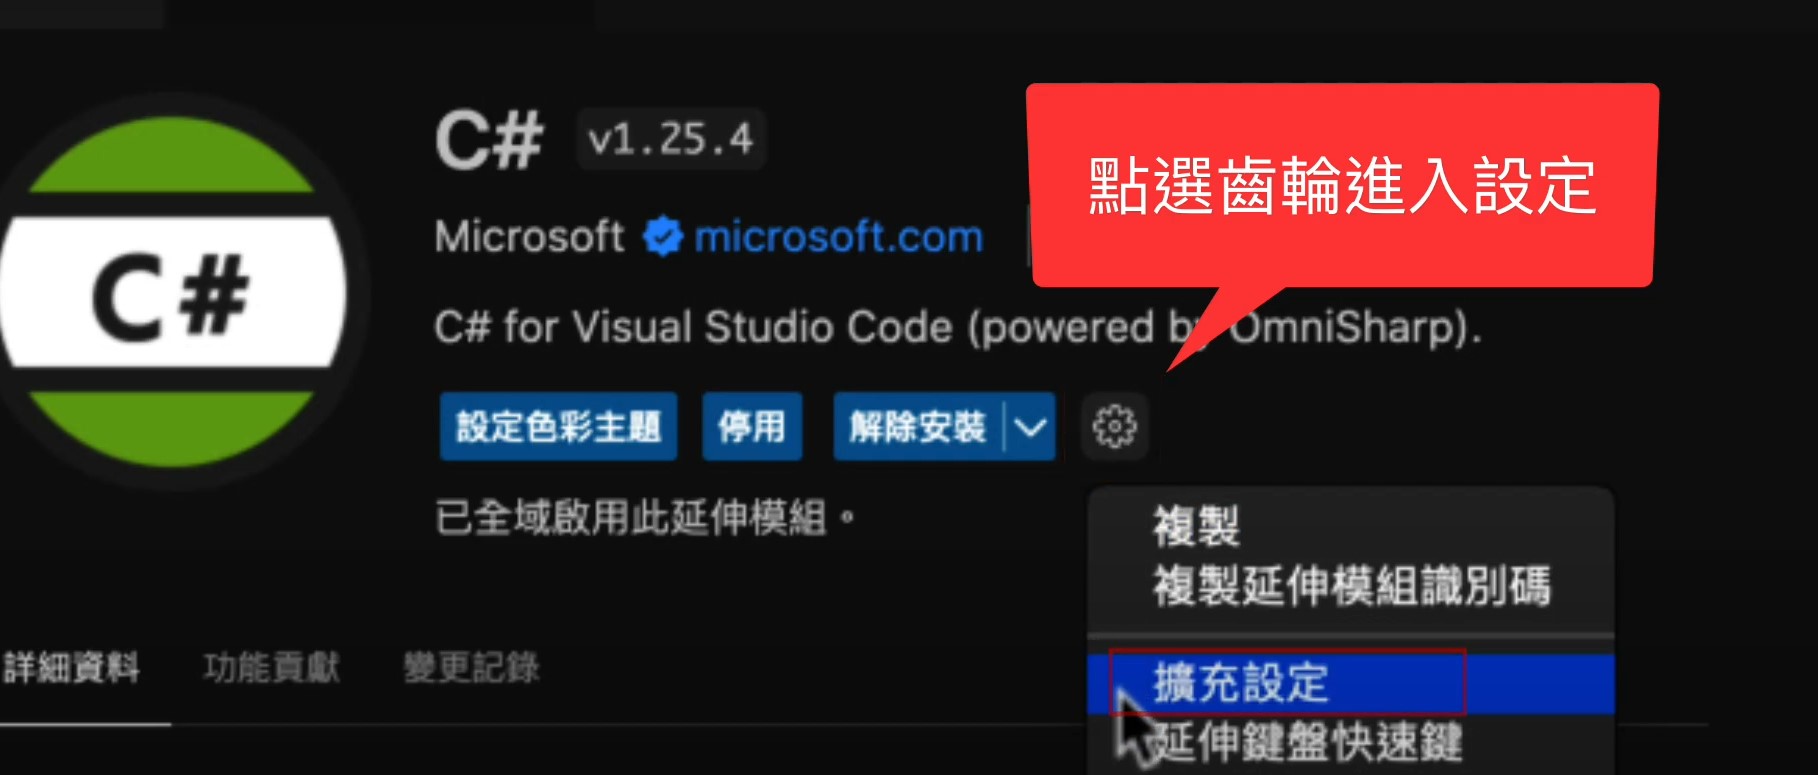 C# v1.25.4
點選齒輪進入設定
Microsoft microsoft.com
C#
C# for Visual Studio Code (powered by OmniSharp).
設定色彩主題 停用 解除安裝
已全域啟用此延伸模組。
複製
複製延伸模組識別碼
詳細資料 功能貢獻 變更記錄
擴充設定
延伸鍵盤快速鍵